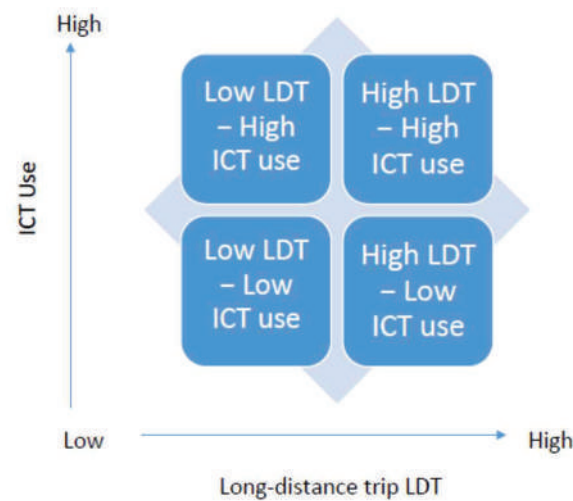 High
ICT Use
Low LDT
– High
ICT use
High LDT
– High
ICT use
Low LDT
– Low
ICT use
High LDT
– Low
ICT use
Low
High
Long-distance trip LDT